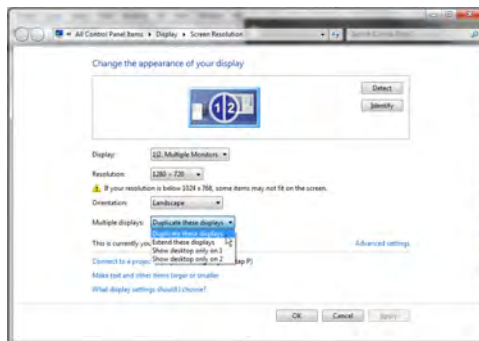 All Control Panel Items ▸ Display ▸ Screen Resolution
Change the appearance of your display
1|2
Detect
Identify
Display: 1|2. Multiple Monitors
Resolution: 1280 × 720
If your resolution is below 1024 x 768, some items may not fit on the screen.
Orientation: Landscape
Multiple displays: Duplicate these displays
Duplicate these displays
Extend these displays
Show desktop only on 1
Show desktop only on 2
This is currently you
Advanced settings
Connect to a projec
tap P)
Make text and other items larger or smaller
What display settings should I choose?
OK
Cancel
Apply